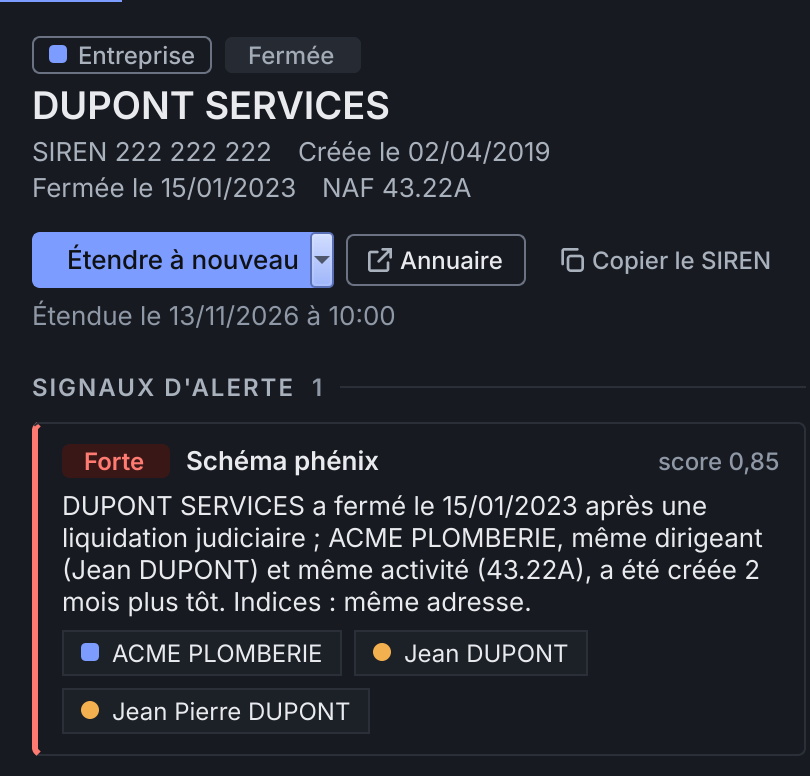 Entreprise Fermée
DUPONT SERVICES
SIREN 222 222 222 Créée le 02/04/2019
Fermée le 15/01/2023 NAF 43.22A
Étendre à nouveau Annuaire Copier le SIREN
Étendue le 13/11/2026 à 10:00
SIGNAUX D'ALERTE 1
Forte Schéma phénix score 0,85
DUPONT SERVICES a fermé le 15/01/2023 après une
liquidation judiciaire ; ACME PLOMBERIE, même dirigeant
(Jean DUPONT) et même activité (43.22A), a été créée 2
mois plus tôt. Indices : même adresse.
ACME PLOMBERIE Jean DUPONT
Jean Pierre DUPONT